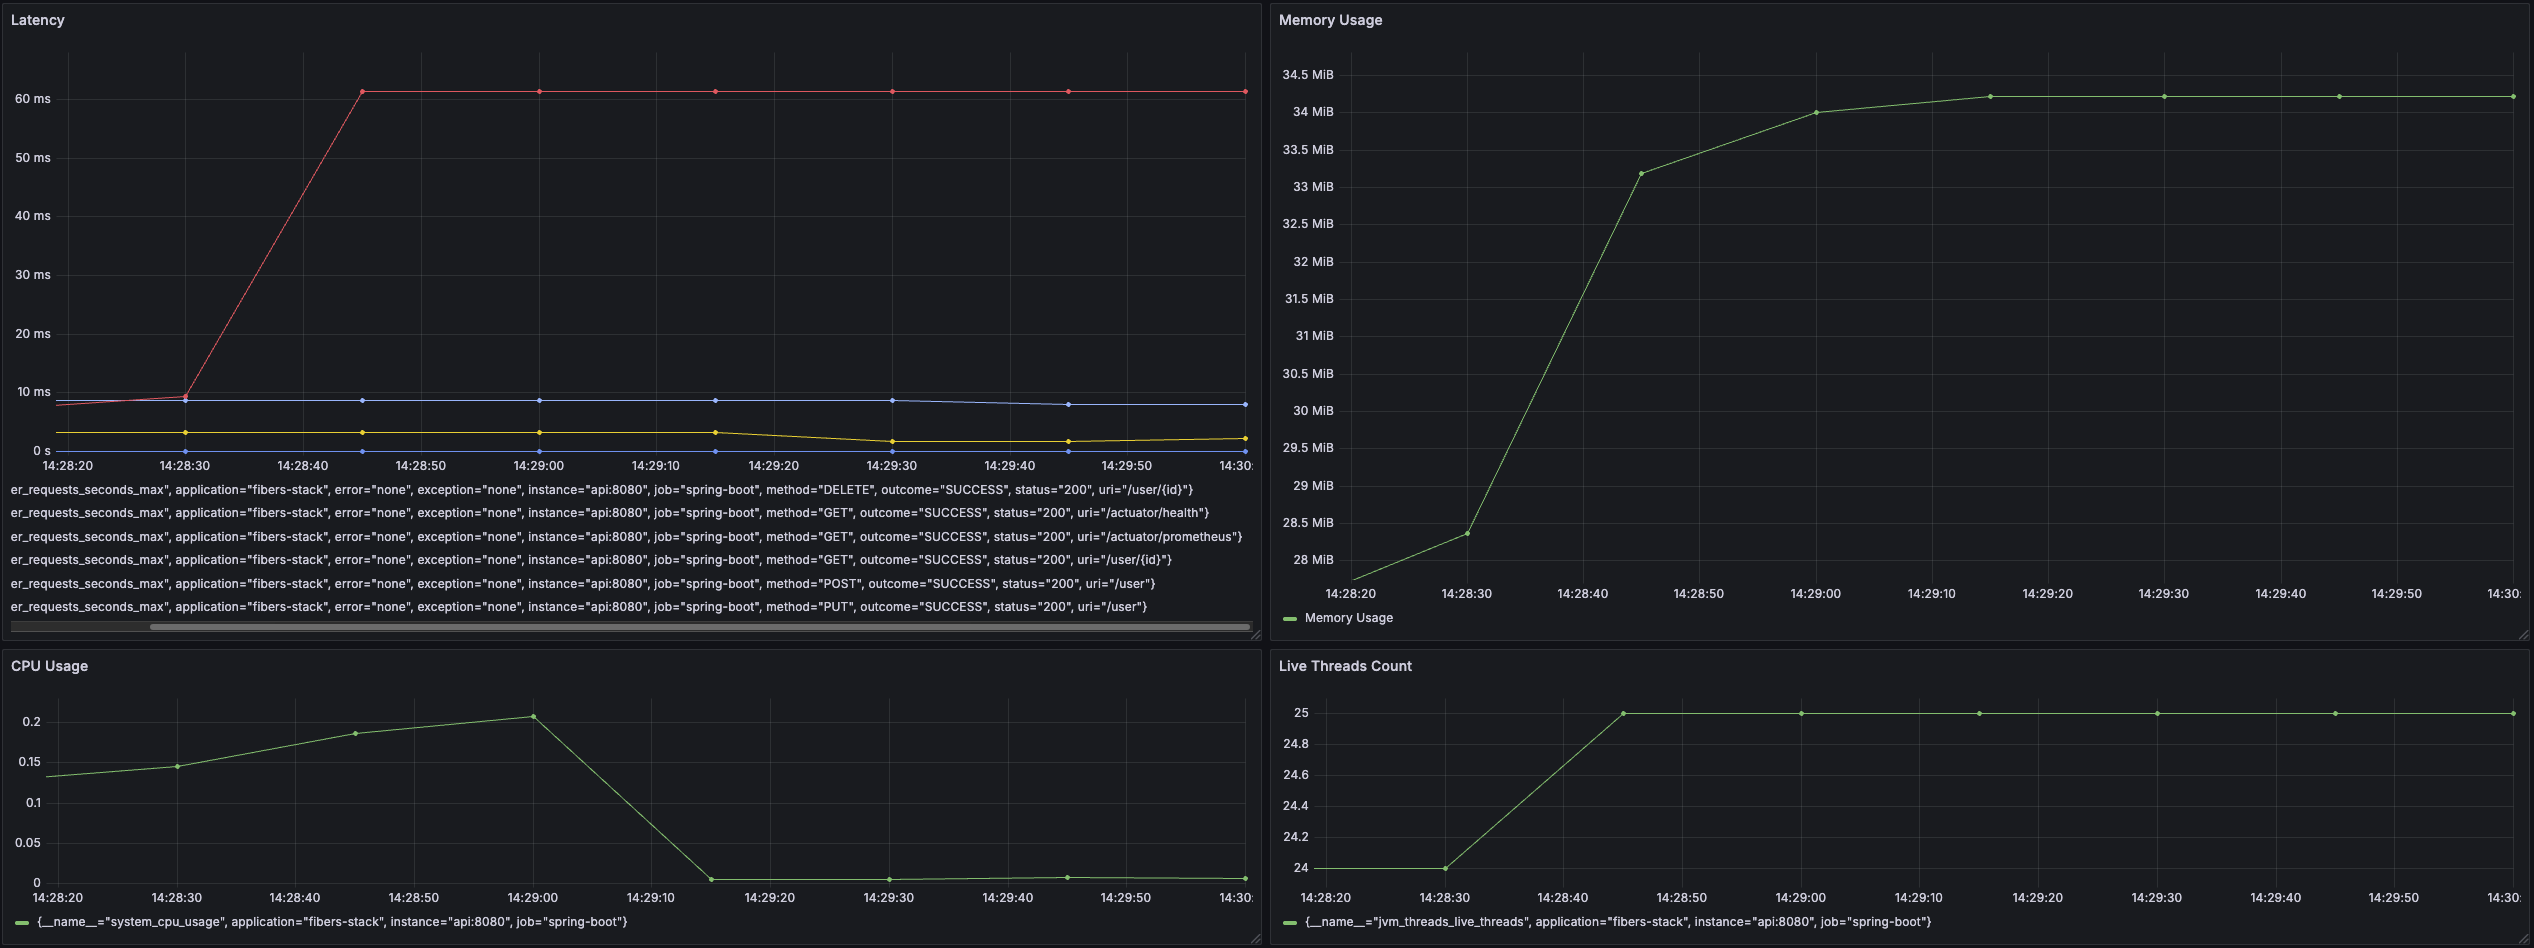 Latency
60 ms
50 ms
40 ms
30 ms
20 ms
10 ms
0 s
14:28:20 14:28:30 14:28:40 14:28:50 14:29:00 14:29:10 14:29:20 14:29:30 14:29:40 14:29:50 14:30:
er_requests_seconds_max", application="fibers-stack", error="none", exception="none", instance="api:8080", job="spring-boot", method="DELETE", outcome="SUCCESS", status="200", uri="/user/{id}"}
er_requests_seconds_max", application="fibers-stack", error="none", exception="none", instance="api:8080", job="spring-boot", method="GET", outcome="SUCCESS", status="200", uri="/actuator/health"}
er_requests_seconds_max", application="fibers-stack", error="none", exception="none", instance="api:8080", job="spring-boot", method="GET", outcome="SUCCESS", status="200", uri="/actuator/prometheus"}
er_requests_seconds_max", application="fibers-stack", error="none", exception="none", instance="api:8080", job="spring-boot", method="GET", outcome="SUCCESS", status="200", uri="/user/{id}"}
er_requests_seconds_max", application="fibers-stack", error="none", exception="none", instance="api:8080", job="spring-boot", method="POST", outcome="SUCCESS", status="200", uri="/user"}
er_requests_seconds_max", application="fibers-stack", error="none", exception="none", instance="api:8080", job="spring-boot", method="PUT", outcome="SUCCESS", status="200", uri="/user"}
Memory Usage
34.5 MiB
34 MiB
33.5 MiB
33 MiB
32.5 MiB
32 MiB
31.5 MiB
31 MiB
30.5 MiB
30 MiB
29.5 MiB
29 MiB
28.5 MiB
28 MiB
14:28:20 14:28:30 14:28:40 14:28:50 14:29:00 14:29:10 14:29:20 14:29:30 14:29:40 14:29:50 14:30:
Memory Usage
CPU Usage
0.2
0.15
0.1
0.05
0
14:28:20 14:28:30 14:28:40 14:28:50 14:29:00 14:29:10 14:29:20 14:29:30 14:29:40 14:29:50 14:30:
{__name__="system_cpu_usage", application="fibers-stack", instance="api:8080", job="spring-boot"}
Live Threads Count
25
24.8
24.6
24.4
24.2
24
14:28:20 14:28:30 14:28:40 14:28:50 14:29:00 14:29:10 14:29:20 14:29:30 14:29:40 14:29:50 14:30:
{__name__="jvm_threads_live_threads", application="fibers-stack", instance="api:8080", job="spring-boot"}